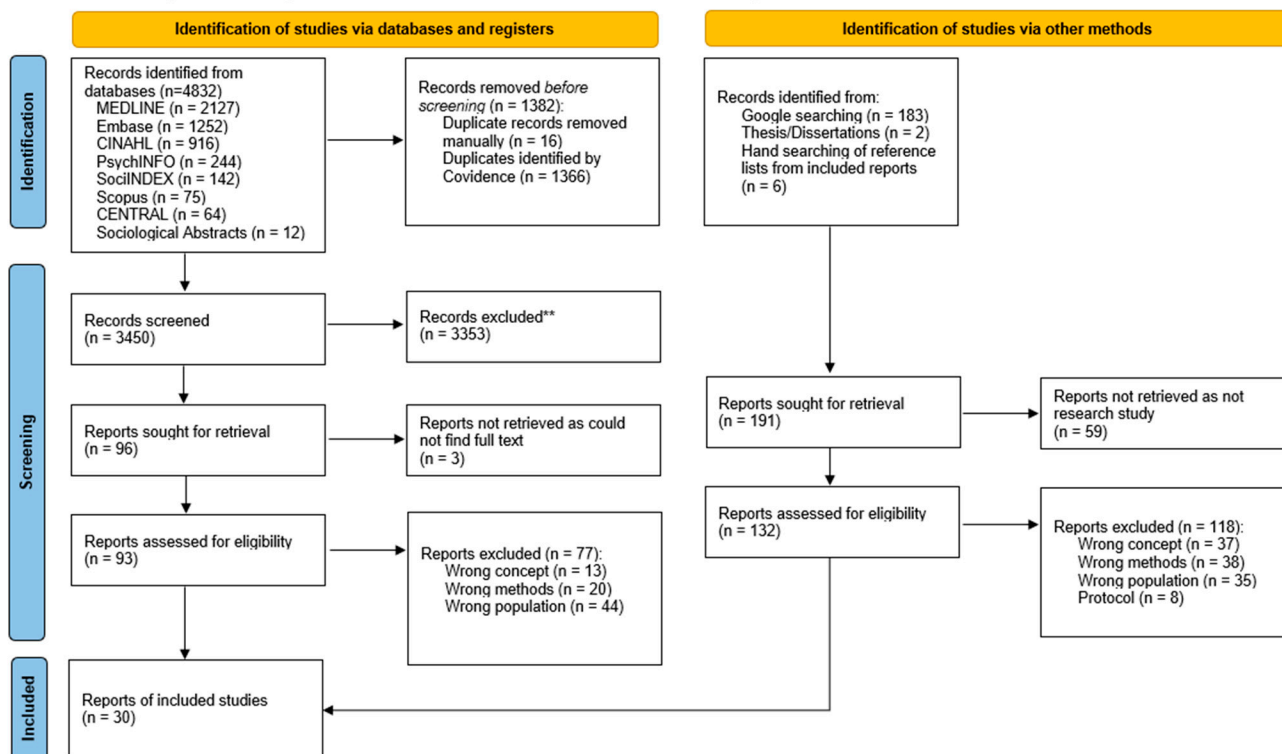 Identification of studies via databases and registers
Identification of studies via other methods
Identification
Records identified from
databases (n=4832)
MEDLINE (n = 2127)
Embase (n = 1252)
CINAHL (n = 916)
PsychINFO (n = 244)
SociINDEX (n = 142)
Scopus (n = 75)
CENTRAL (n = 64)
Sociological Abstracts (n = 12)
Records removed before
screening (n = 1382):
Duplicate records removed
manually (n = 16)
Duplicates identified by
Covidence (n = 1366)
Records identified from:
Google searching (n = 183)
Thesis/Dissertations (n = 2)
Hand searching of reference
lists from included reports
(n = 6)
Screening
Records screened
(n = 3450)
Records excluded**
(n = 3353)
Reports sought for retrieval
(n = 96)
Reports not retrieved as could
not find full text
(n = 3)
Reports sought for retrieval
(n = 191)
Reports not retrieved as not
research study
(n = 59)
Reports assessed for eligibility
(n = 93)
Reports excluded (n = 77):
Wrong concept (n = 13)
Wrong methods (n = 20)
Wrong population (n = 44)
Reports assessed for eligibility
(n = 132)
Reports excluded (n = 118):
Wrong concept (n = 37)
Wrong methods (n = 38)
Wrong population (n = 35)
Protocol (n = 8)
Included
Reports of included studies
(n = 30)